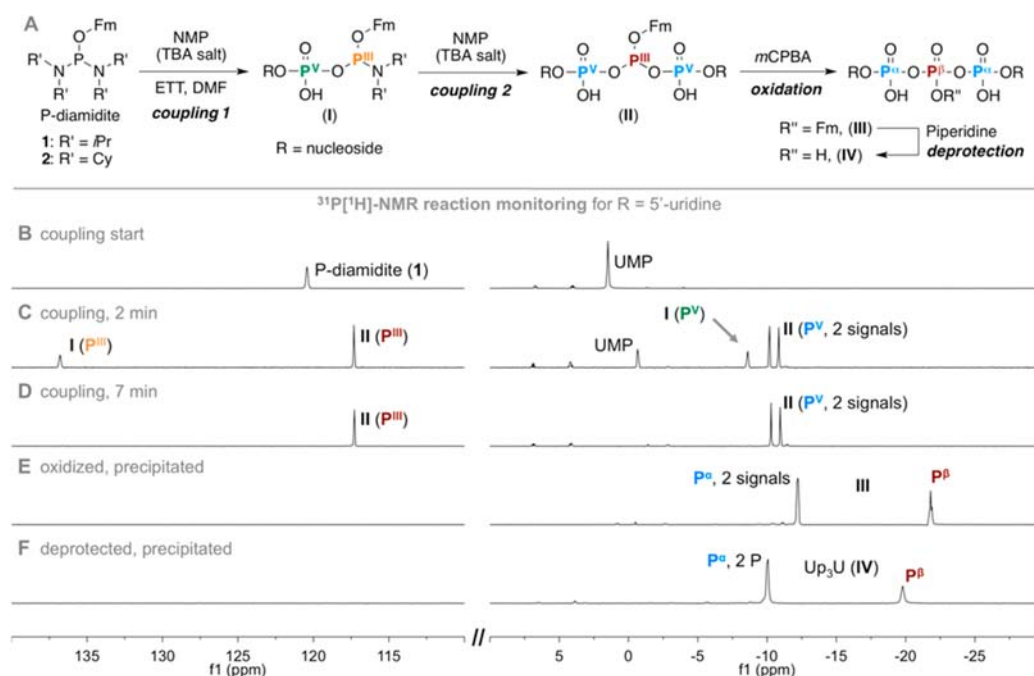 A
Fm
O
P
R' N N R'
R' R'
P-diamidite
1: R' = iPr
2: R' = Cy
NMP
(TBA salt)
ETT, DMF
coupling 1
Fm
O
O
RO Pⱽ O Pᴵᴵᴵ N R'
OH R'
(I)
R = nucleoside
NMP
(TBA salt)
coupling 2
Fm
O O O
RO Pⱽ O Pᴵᴵᴵ O Pⱽ OR
OH OH
(II)
mCPBA
oxidation
O O O
RO Pα O Pβ O Pα OR
OH OR'' OH
R'' = Fm, (III)
R'' = H, (IV)
Piperidine
deprotection
³¹P[¹H]-NMR reaction monitoring for R = 5'-uridine
B coupling start
P-diamidite (1)
UMP
C coupling, 2 min
I (Pᴵᴵᴵ)
II (Pᴵᴵᴵ)
UMP
I (Pⱽ)
II (Pⱽ, 2 signals)
D coupling, 7 min
II (Pᴵᴵᴵ)
II (Pⱽ, 2 signals)
E oxidized, precipitated
Pα, 2 signals
III
Pβ
F deprotected, precipitated
Pα, 2 P
Up₃U (IV)
Pβ
135 130 125 120 115 // 5 0 -5 -10 -15 -20 -25
f1 (ppm) f1 (ppm)